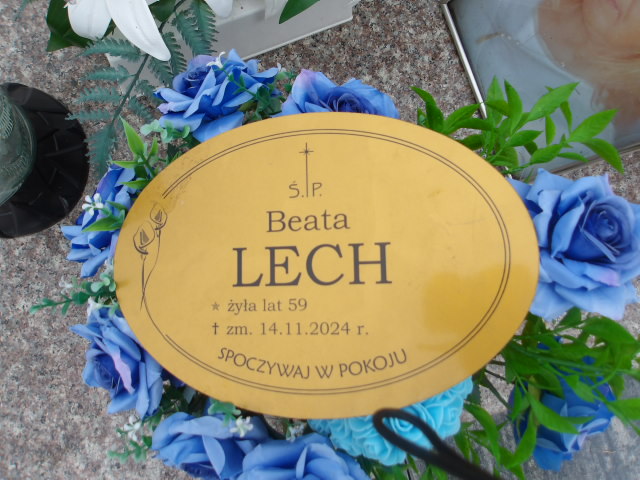 Ś.P.
Beata
LECH
* żyła lat 59
† zm. 14.11.2024 r.
SPOCZYWAJ W POKOJU